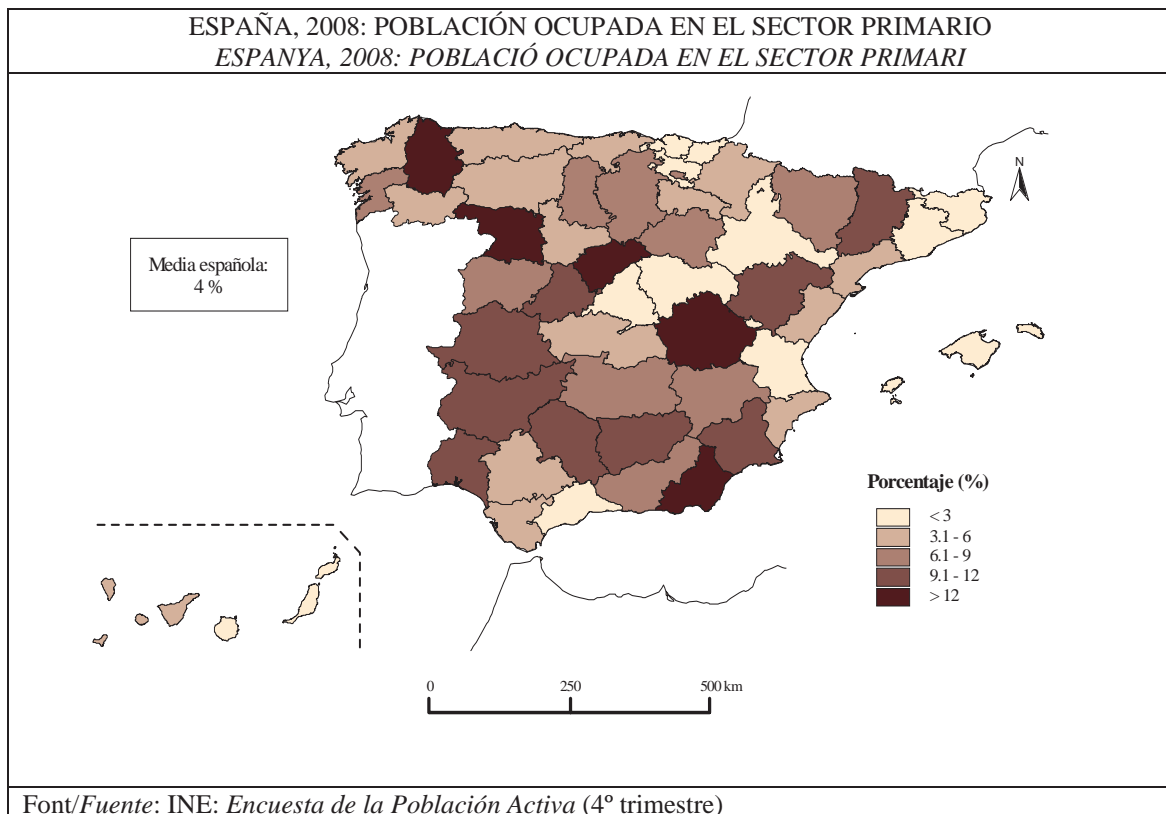 ESPAÑA, 2008: POBLACIÓN OCUPADA EN EL SECTOR PRIMARIO
ESPANYA, 2008: POBLACIÓ OCUPADA EN EL SECTOR PRIMARI
N
Media española:
4 %
Porcentaje (%)
< 3
3.1 - 6
6.1 - 9
9.1 - 12
> 12
0 250 500 km
Font/Fuente: INE: Encuesta de la Población Activa (4º trimestre)